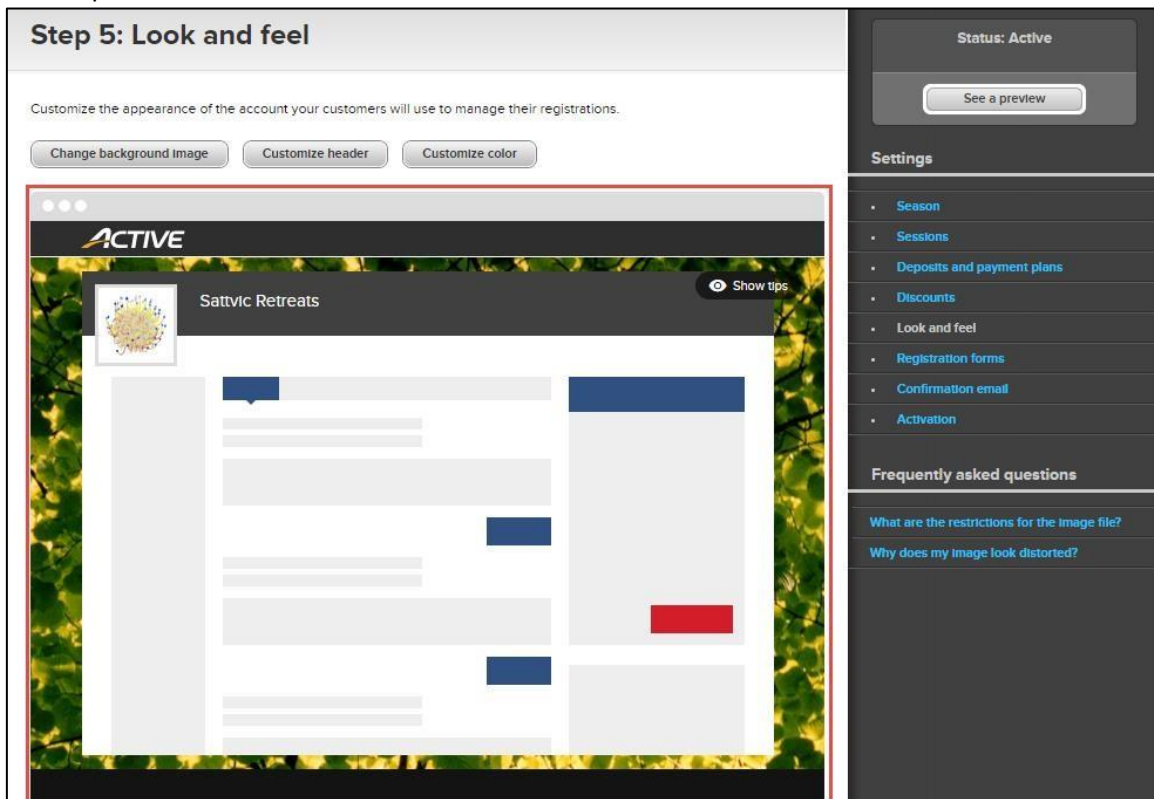 Step 5: Look and feel
Customize the appearance of the account your customers will use to manage their registrations.
Change background image
Customize header
Customize color
ACTIVE
Sattvic Retreats
Show tips
Status: Active
See a preview
Settings
Season
Sessions
Deposits and payment plans
Discounts
Look and feel
Registration forms
Confirmation email
Activation
Frequently asked questions
What are the restrictions for the image file?
Why does my image look distorted?